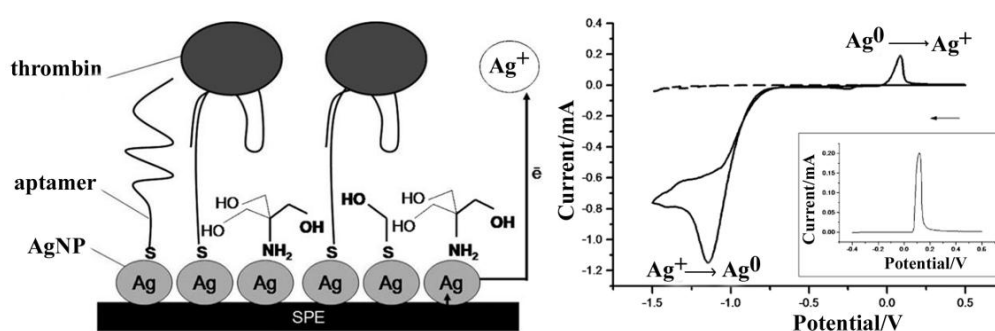 thrombin
aptamer
AgNP
HO
HO
OH
NH₂
HO
HO
HO
OH
NH₂
S
S
S
Ag
Ag
Ag
Ag
Ag
Ag
SPE
Ag⁺
ē
Current/mA
0.4
0.2
0.0
-0.2
-0.4
-0.6
-0.8
-1.0
-1.2
Ag⁰ → Ag⁺
Ag⁺ → Ag⁰
-1.5
-1.0
-0.5
0.0
0.5
Potential/V
Current/mA
0.20
0.15
0.10
0.05
0.00
-0.4
-0.2
0.0
0.2
0.4
0.6
Potential/V